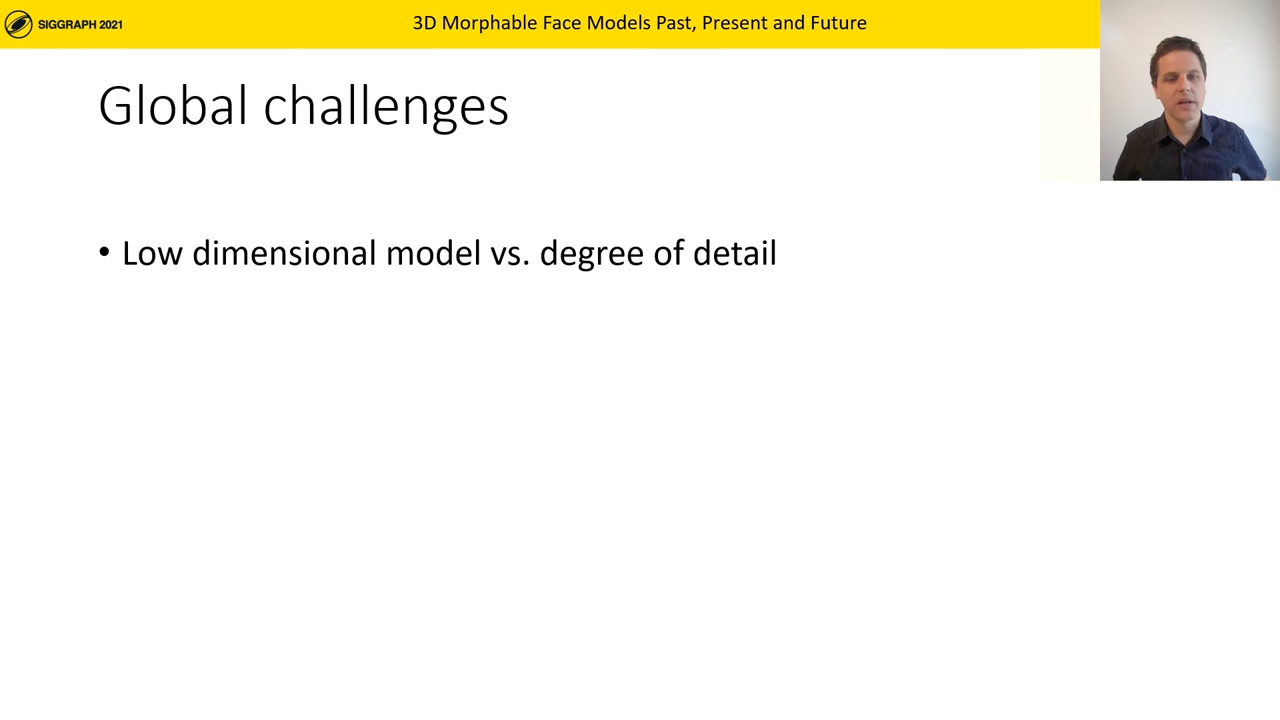 SIGGRAPH 2021
3D Morphable Face Models Past, Present and Future
Global challenges
• Low dimensional model vs. degree of detail